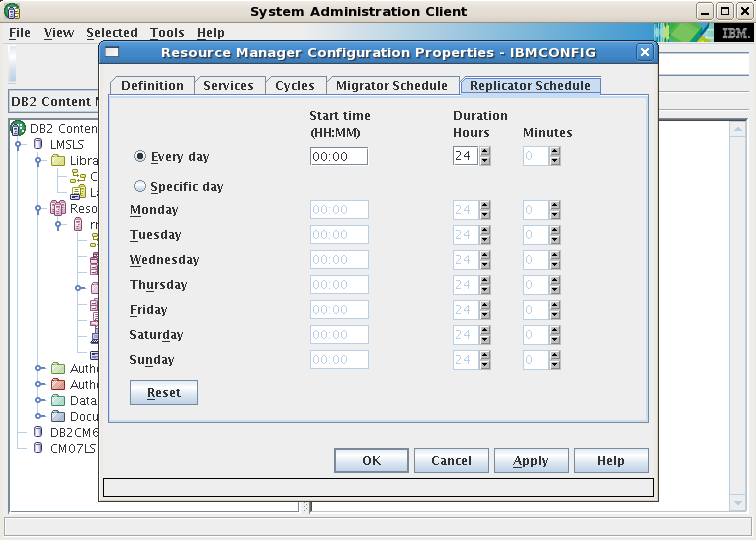 System Administration Client
File View Selected Tools Help
IBM.
Resource Manager Configuration Properties - IBMCONFIG
Definition Services Cycles Migrator Schedule Replicator Schedule
DB2 Content
Start time Duration
(HH:MM) Hours Minutes
Every day 00:00 24 0
Specific day
Monday 00:00 24 0
Tuesday 00:00 24 0
Wednesday 00:00 24 0
Thursday 00:00 24 0
Friday 00:00 24 0
Saturday 00:00 24 0
Sunday 00:00 24 0
Reset
OK Cancel Apply Help
DB2 Conten
LMSLS
Libra
C
La
Reso
r
Autho
Autho
Data
Docu
DB2CM6
CM07LS